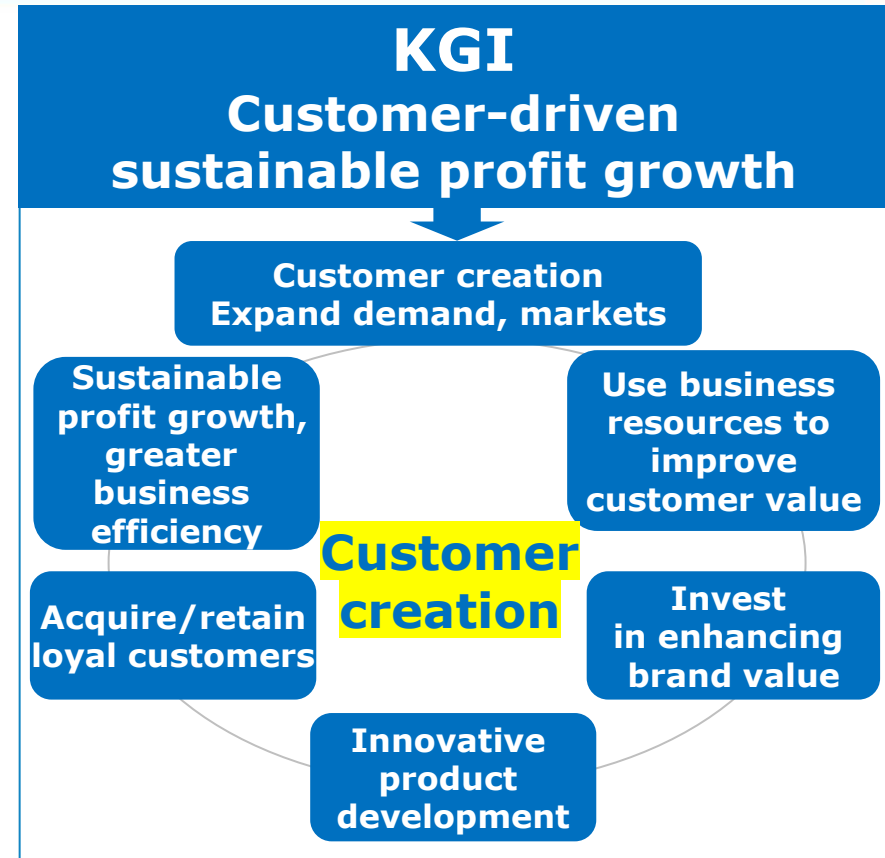 KGI
Customer-driven
sustainable profit growth
Customer creation
Expand demand, markets
Sustainable
profit growth,
greater
business
efficiency
Use business
resources to
improve
customer value
Customer
creation
Acquire/retain
loyal customers
Invest
in enhancing
brand value
Innovative
product
development